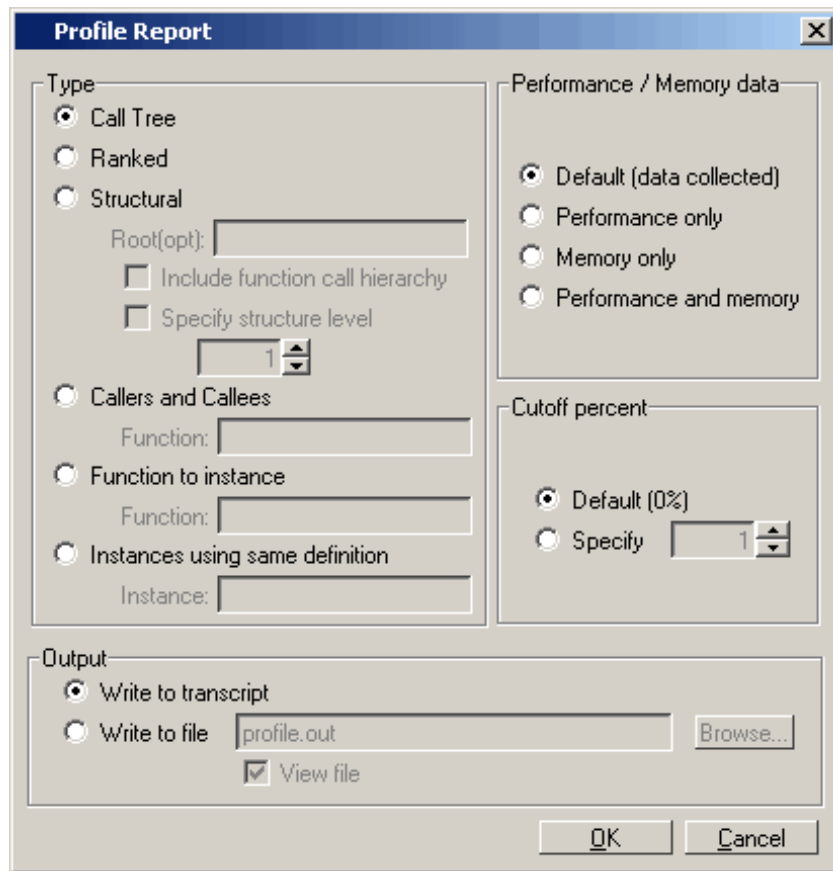 Profile Report
Type
Call Tree
Ranked
Structural
Root(opt):
Include function call hierarchy
Specify structure level
1
Callers and Callees
Function:
Function to instance
Function:
Instances using same definition
Instance:
Performance / Memory data
Default (data collected)
Performance only
Memory only
Performance and memory
Cutoff percent
Default (0%)
Specify 1
Output
Write to transcript
Write to file profile.out Browse...
View file
OK Cancel